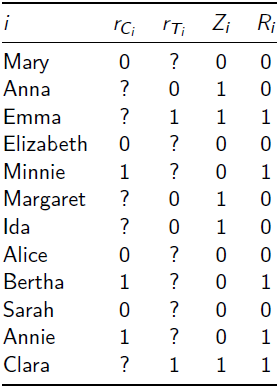 i r_{C_i} r_{T_i} Z_i R_i
Mary 0 ? 0 0
Anna ? 0 1 0
Emma ? 1 1 1
Elizabeth 0 ? 0 0
Minnie 1 ? 0 1
Margaret ? 0 1 0
Ida ? 0 1 0
Alice 0 ? 0 0
Bertha 1 ? 0 1
Sarah 0 ? 0 0
Annie 1 ? 0 1
Clara ? 1 1 1